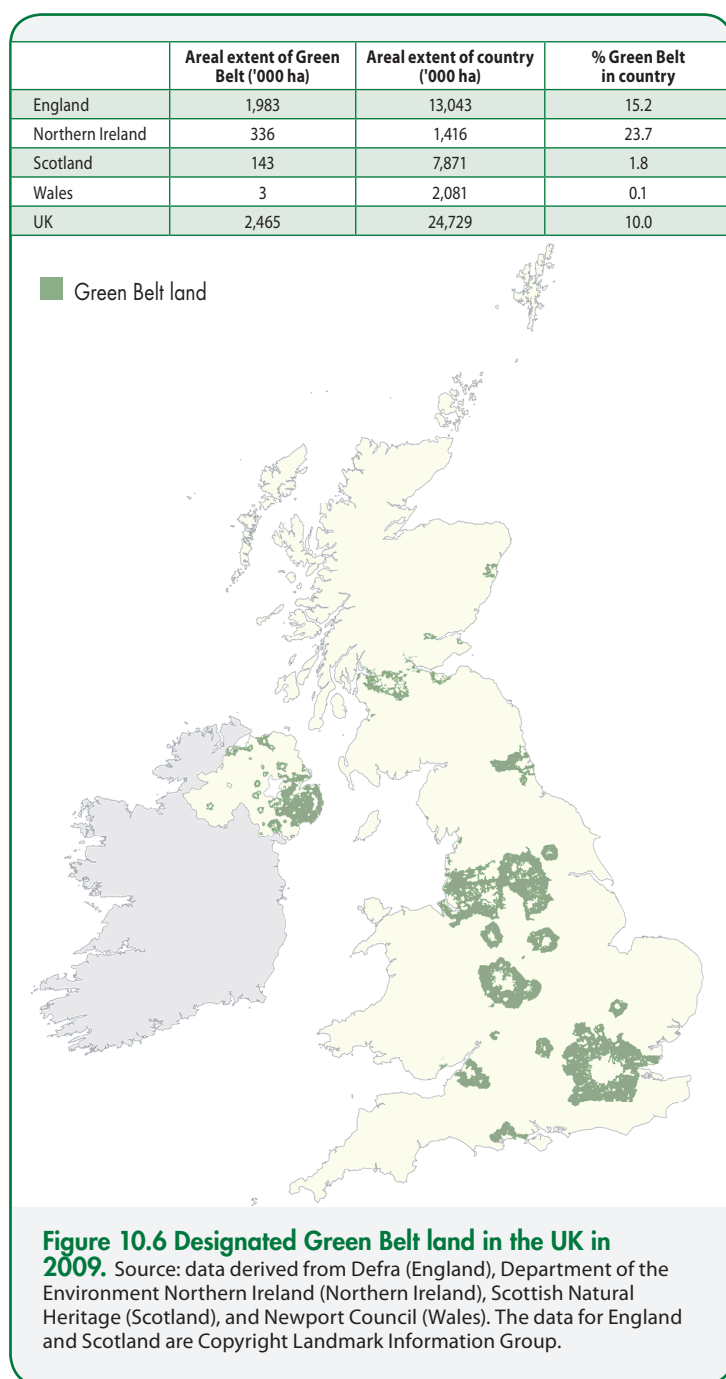 Areal extent of Green Belt ('000 ha) Areal extent of country ('000 ha) % Green Belt in country
England 1,983 13,043 15.2
Northern Ireland 336 1,416 23.7
Scotland 143 7,871 1.8
Wales 3 2,081 0.1
UK 2,465 24,729 10.0
Green Belt land
Figure 10.6 Designated Green Belt land in the UK in
2009. Source: data derived from Defra (England), Department of the
Environment Northern Ireland (Northern Ireland), Scottish Natural
Heritage (Scotland), and Newport Council (Wales). The data for England
and Scotland are Copyright Landmark Information Group.